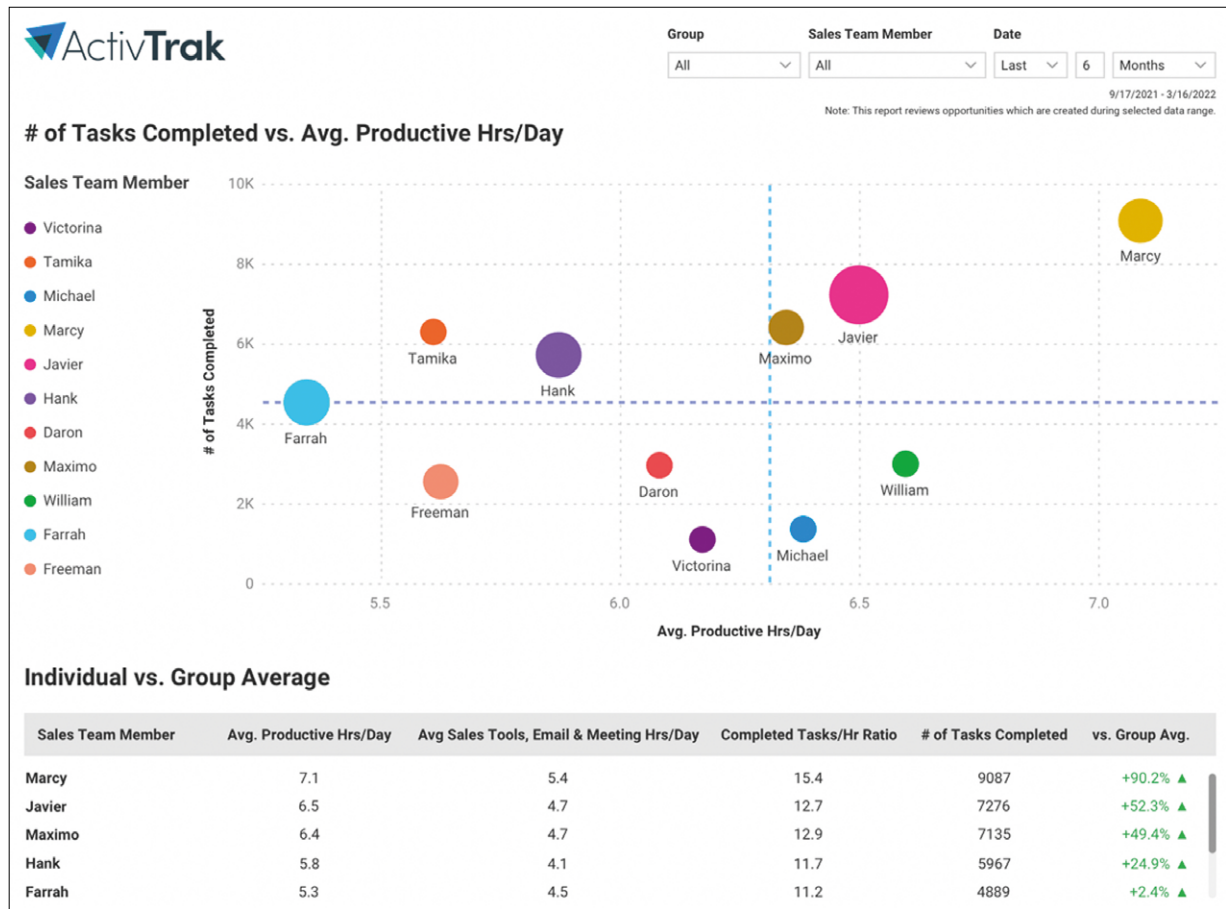 ActivTrak
Group Sales Team Member Date
All All Last 6 Months
9/17/2021 - 3/16/2022
Note: This report reviews opportunities which are created during selected data range.
# of Tasks Completed vs. Avg. Productive Hrs/Day
Sales Team Member
Victorina
Tamika
Michael
Marcy
Javier
Hank
Daron
Maximo
William
Farrah
Freeman
# of Tasks Completed
10K
8K
6K
4K
2K
0
Marcy
Javier
Tamika
Maximo
Hank
Farrah
Daron
William
Freeman
Michael
Victorina
5.5 6.0 6.5 7.0
Avg. Productive Hrs/Day
Individual vs. Group Average
Sales Team Member Avg. Productive Hrs/Day Avg Sales Tools, Email & Meeting Hrs/Day Completed Tasks/Hr Ratio # of Tasks Completed vs. Group Avg.
Marcy 7.1 5.4 15.4 9087 +90.2% ▲
Javier 6.5 4.7 12.7 7276 +52.3% ▲
Maximo 6.4 4.7 12.9 7135 +49.4% ▲
Hank 5.8 4.1 11.7 5967 +24.9% ▲
Farrah 5.3 4.5 11.2 4889 +2.4% ▲